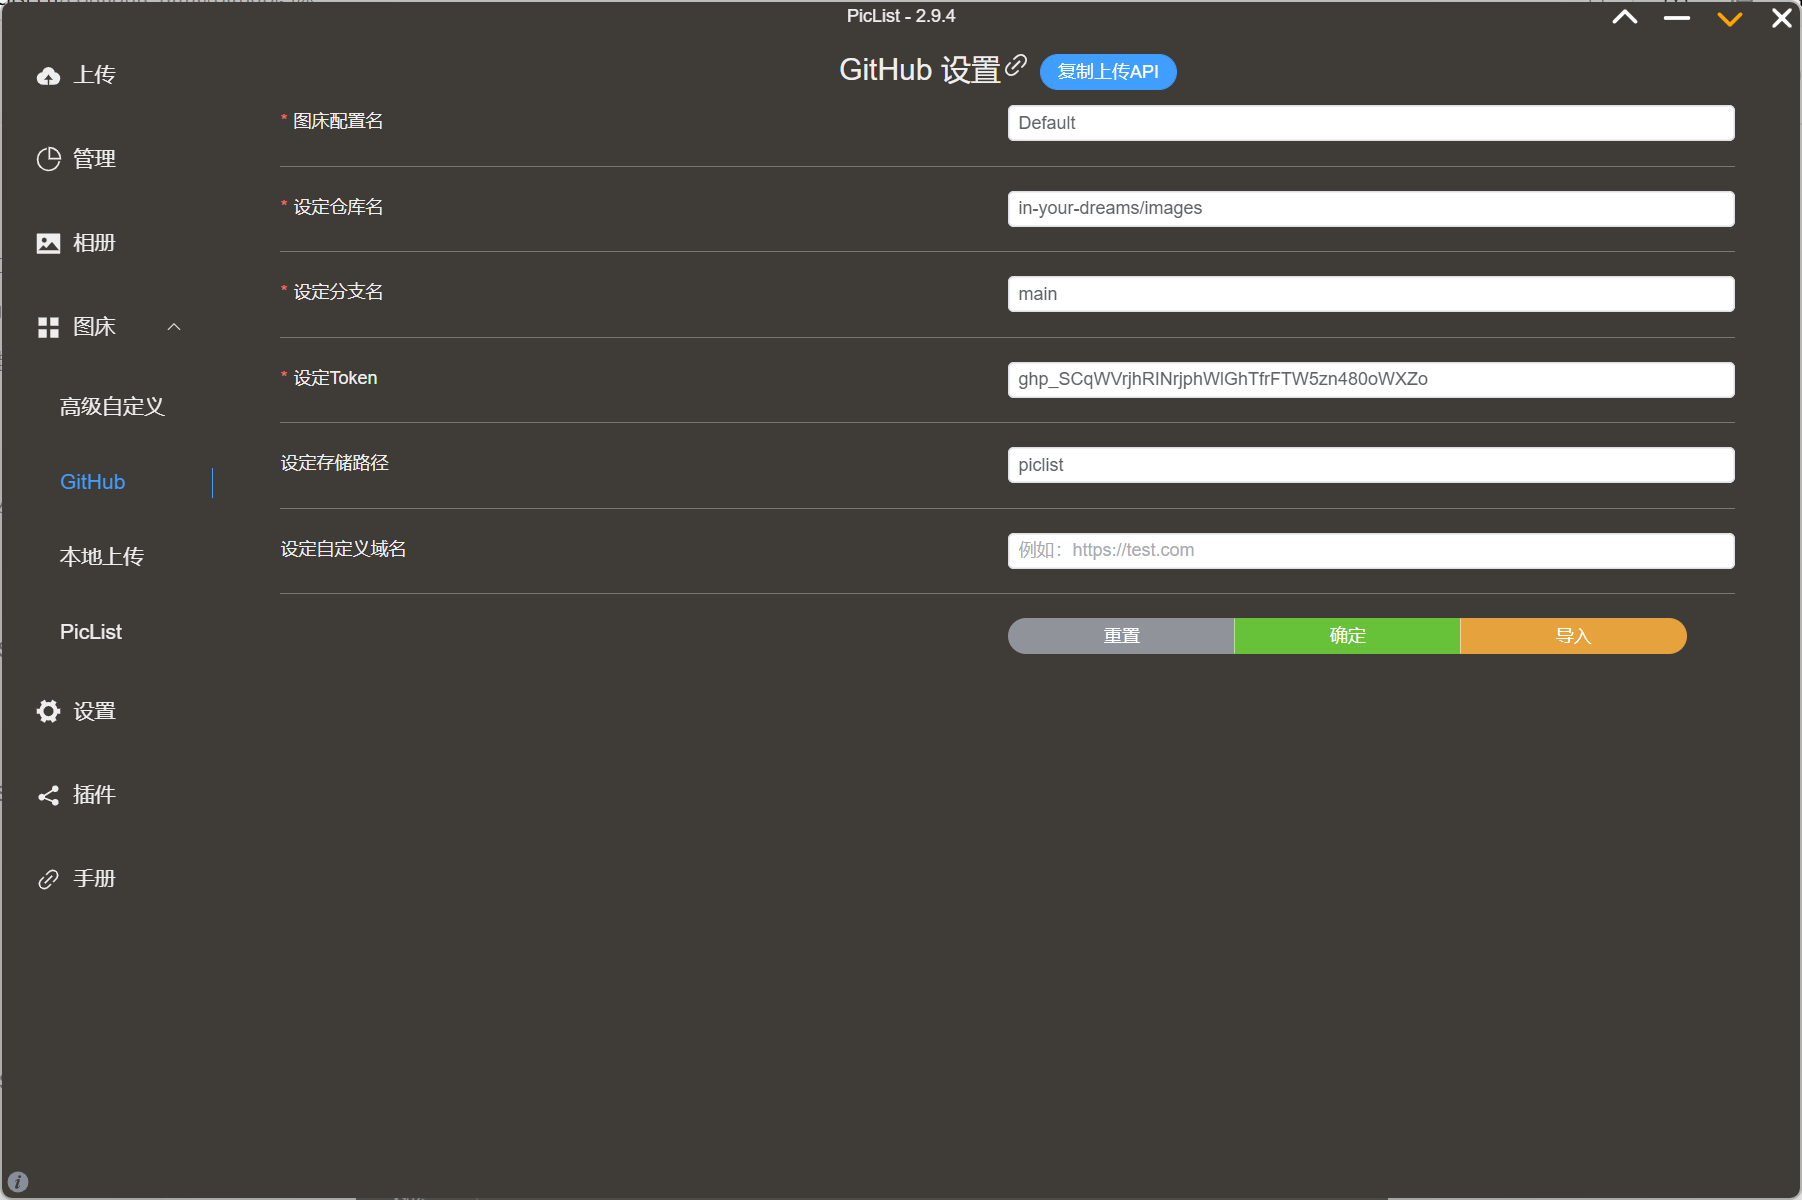 PicList - 2.9.4
上传
管理
相册
图床
高级自定义
GitHub
本地上传
PicList
设置
插件
手册
GitHub 设置
复制上传API
* 图床配置名
Default
* 设定仓库名
in-your-dreams/images
* 设定分支名
main
* 设定Token
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
设定存储路径
piclist
设定自定义域名
例如：https://test.com
重置
确定
导入